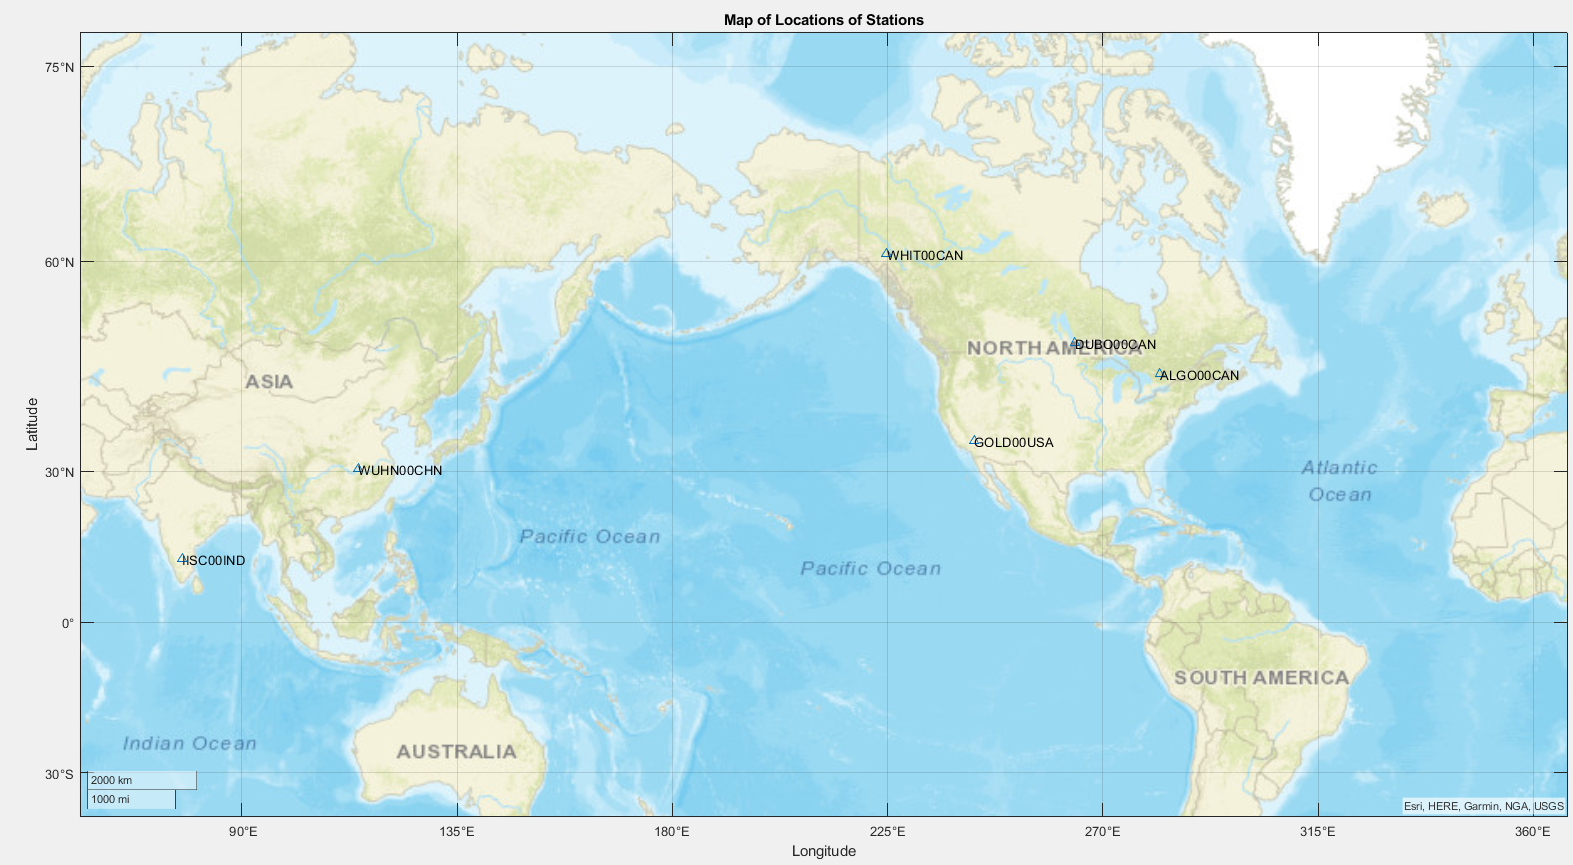 Map of Locations of Stations
75°N
60°N
WHIT00CAN
NORTH AMERICA
DUBO00CAN
ALGO00CAN
ASIA
GOLD00USA
30°N
WUHN00CHN
Atlantic
Ocean
Pacific Ocean
IISC00IND
Pacific Ocean
0°
SOUTH AMERICA
Indian Ocean
AUSTRALIA
30°S
2000 km
1000 mi
Esri, HERE, Garmin, NGA, USGS
90°E
135°E
180°E
225°E
270°E
315°E
360°E
Longitude
Latitude